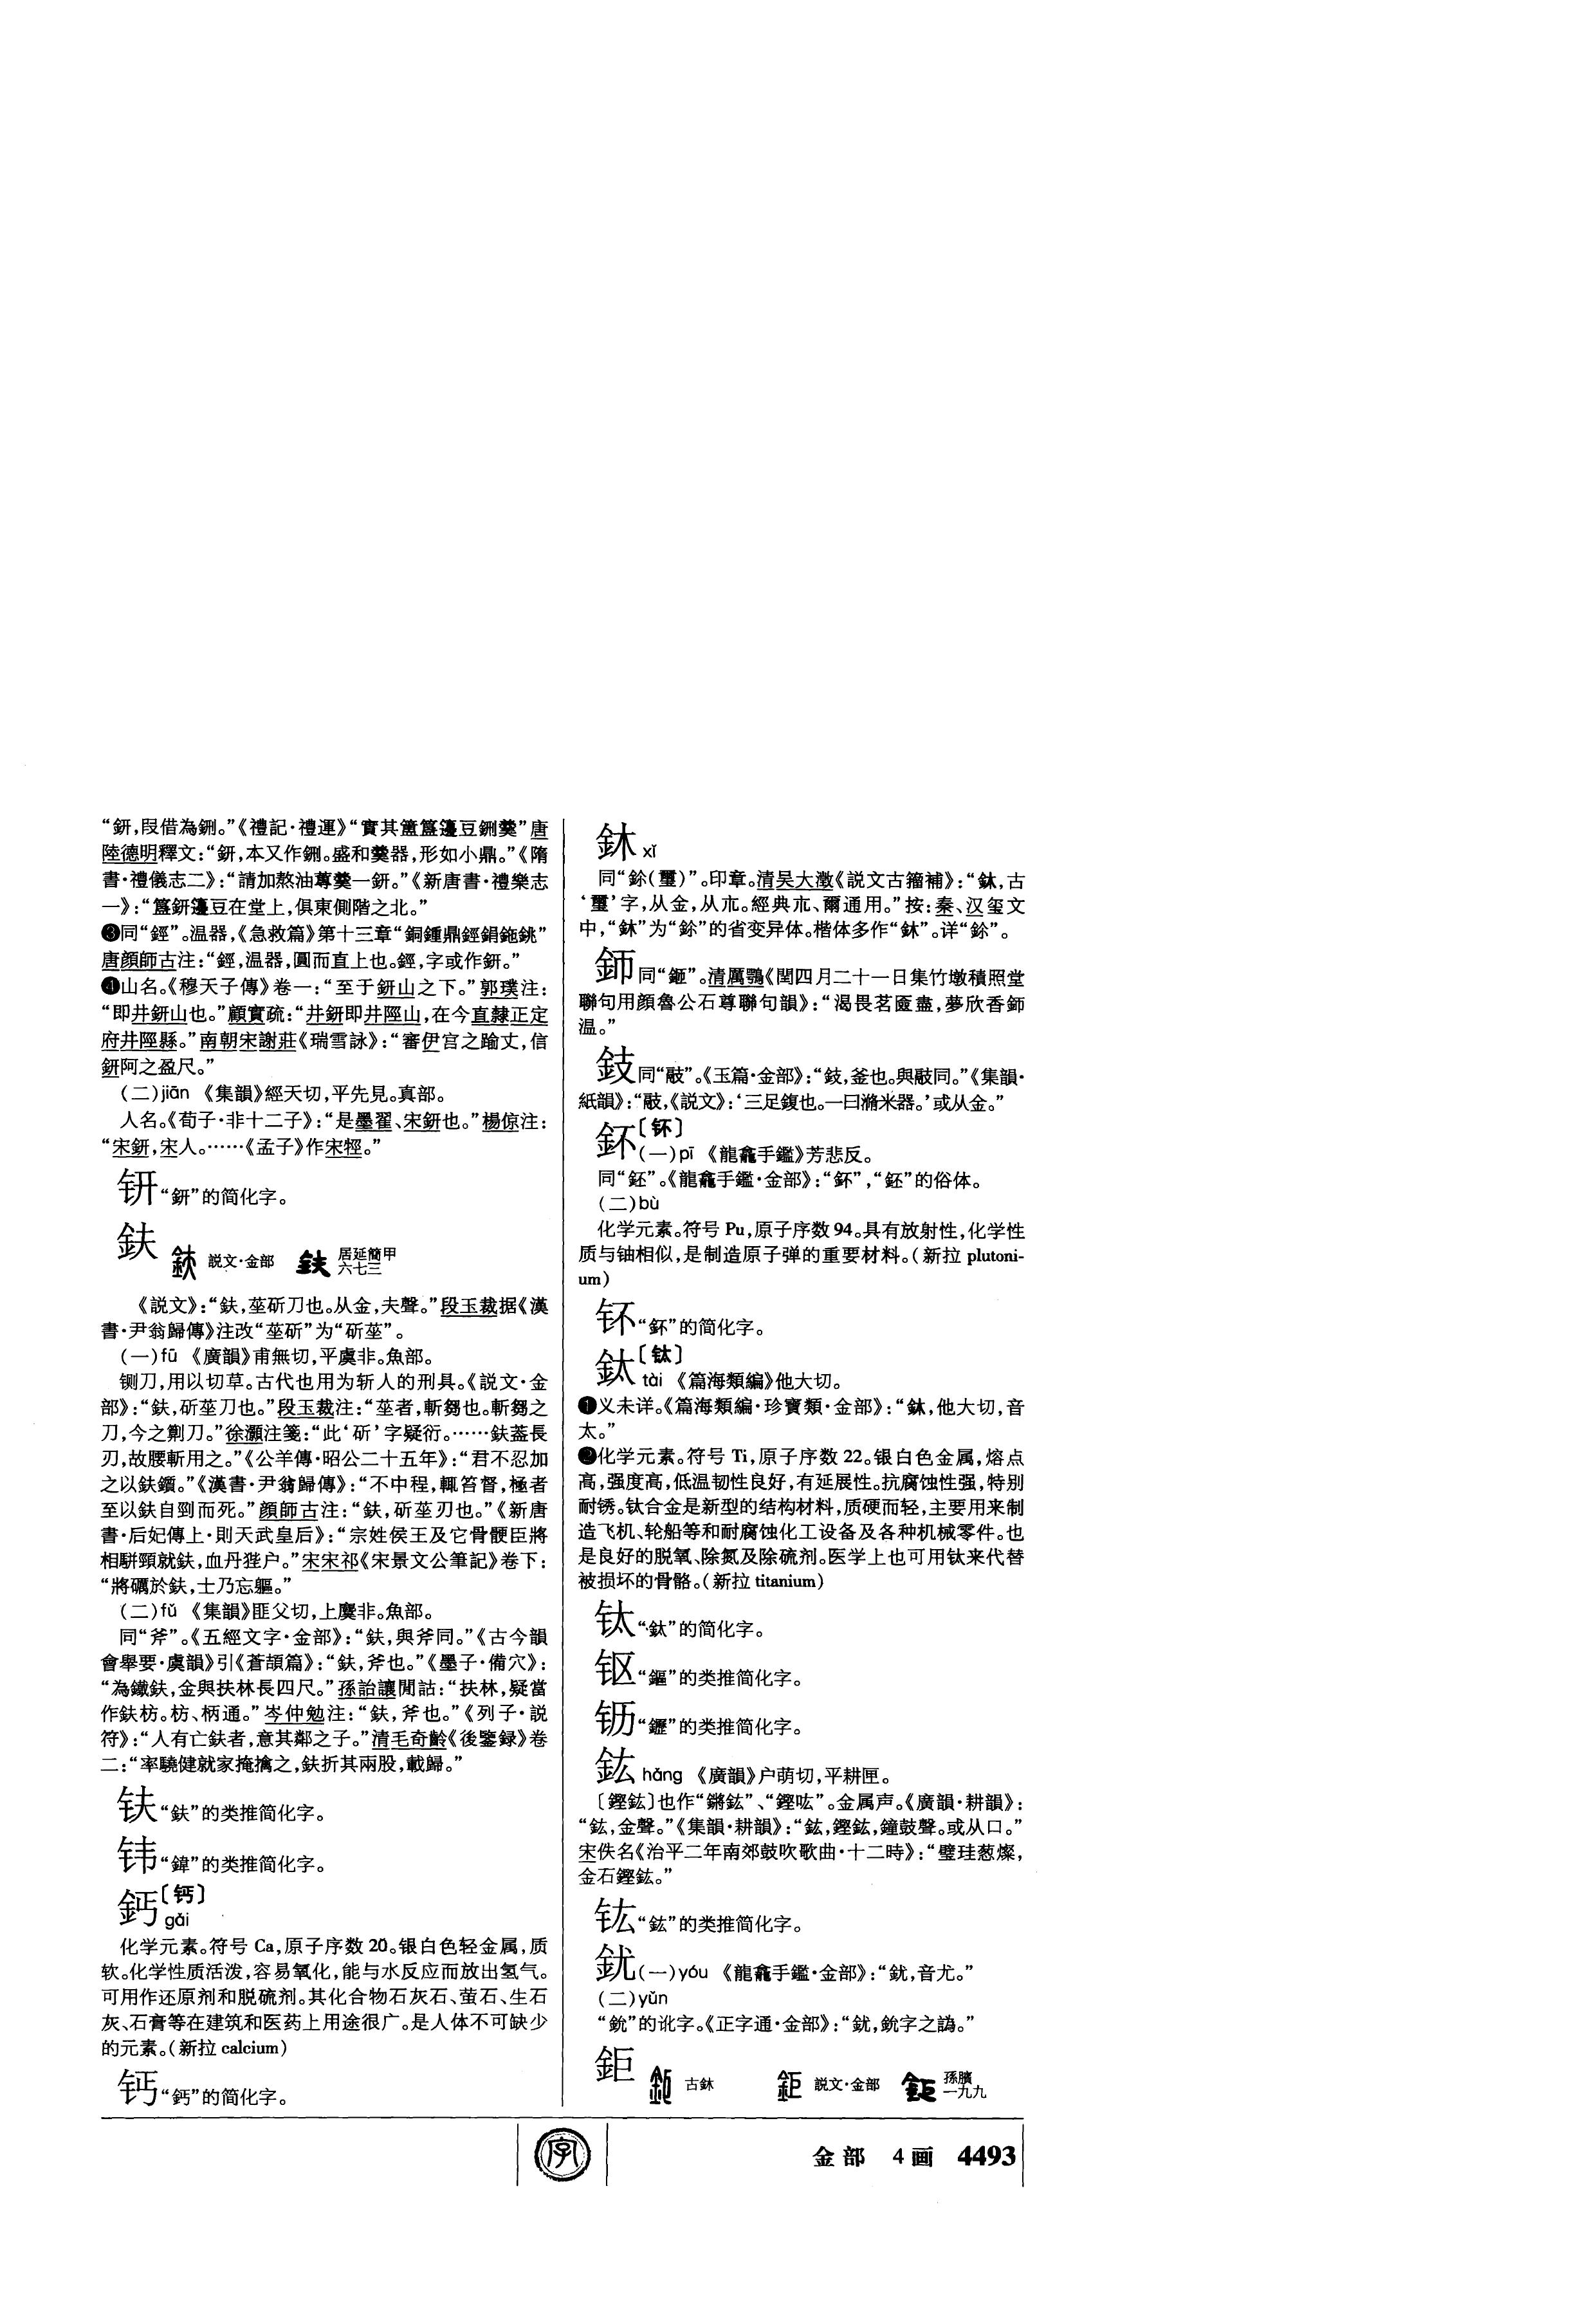 “鈃，叚借為鉶。”《禮記·禮運》“實其簠簋籩豆鉶羹”唐
陸德明釋文：“鈃，本又作鉶。盛和羹器，形如小鼎。”《隋
書·禮儀志二》：“請加熬油蓴羹一鈃。”《新唐書·禮樂志
一》：“簋鈃籩豆在堂上，俱東側階之北。”
❸同“鋞”。温器，《急救篇》第十三章“銅鍾鼎鋞鋗鉇銚”
唐顔師古注：“鋞，温器，圓而直上也。鋞，字或作鈃。”
❹山名。《穆天子傳》卷一：“至于鈃山之下。”郭璞注：
“即井鈃山也。”顧實疏：“井鈃即井陘山，在今直隸正定
府井陘縣。”南朝宋謝莊《瑞雪詠》：“審伊宫之踰丈，信
鈃阿之盈尺。”
（二）jiān 《集韻》經天切，平先見。真部。
人名。《荀子·非十二子》：“是墨翟、宋鈃也。”楊倞注：
“宋鈃，宋人。……《孟子》作宋牼。”
钘“鈃”的简化字。
鈇 説文·金部 居延簡甲六七三
《説文》：“鈇，莝斫刀也。从金，夫聲。”段玉裁据《漢
書·尹翁歸傳》注改“莝斫”为“斫莝”。
（一）fū 《廣韻》甫無切，平虞非。魚部。
铡刀，用以切草。古代也用为斩人的刑具。《説文·金
部》：“鈇，斫莝刀也。”段玉裁注：“莝者，斬芻也。斬芻之
刀，今之鍘刀。”徐灝注箋：“此‘斫’字疑衍。……鈇蓋長
刃，故腰斬用之。”《公羊傳·昭公二十五年》：“君不忍加
之以鈇鑕。”《漢書·尹翁歸傳》：“不中程，輒笞督，極者
至以鈇自剄而死。”顔師古注：“鈇，斫莝刃也。”《新唐
書·后妃傳上·則天武皇后》：“宗姓侯王及它骨骾臣將
相駢頸就鈇，血丹狴户。”宋宋祁《宋景文公筆記》卷下：
“將礪於鈇，士乃忘軀。”
（二）fǔ 《集韻》匪父切，上麌非。魚部。
同“斧”。《五經文字·金部》：“鈇，與斧同。”《古今韻
會舉要·虞韻》引《蒼頡篇》：“鈇，斧也。”《墨子·備穴》：
“為鐵鈇，金與扶林長四尺。”孫詒讓閒詁：“扶林，疑當
作鈇枋。枋、柄通。”岑仲勉注：“鈇，斧也。”《列子·説
符》：“人有亡鈇者，意其鄰之子。”清毛奇齡《後鑒録》卷
二：“率驍健就家掩擒之，鈇折其兩股，載歸。”
𫓧“鈇”的类推简化字。
𫓩“鍏”的类推简化字。
鈣〔钙〕
gǎi
化学元素。符号 Ca，原子序数 20。银白色轻金属，质
软。化学性质活泼，容易氧化，能与水反应而放出氢气。
可用作还原剂和脱硫剂。其化合物石灰石、萤石、生石
灰、石膏等在建筑和医药上用途很广。是人体不可缺少
的元素。（新拉 calcium）
钙“鈣”的简化字。
鉨 xǐ
同“鉩（璽）”。印章。清吴大澂《説文古籀補》：“鉨，古
‘璽’字，从金，从朩。經典朩、爾通用。”按：秦、汉玺文
中，“鉨”为“鉩”的省变异体。楷体多作“鉨”。详“鉩”。
鈰同“鉔”。清厲鶚《閏四月二十一日集竹墩積照堂
聯句用顔魯公石尊聯句韻》：“渴畏茗匳盡，夢欣香鈰
温。”
䥴同“𢻃”。《玉篇·金部》：“䥴，釜也。與𢻃同。”《集韻·
紙韻》：“𢻃，《説文》：‘三足鍑也。一曰滫米器。’或从金。”
鈈〔钚〕
（一）pī 《龍龕手鑑》芳悲反。
同“鉟”。《龍龕手鑑·金部》：“鈈”，“鉟”的俗体。
（二）bù
化学元素。符号 Pu，原子序数 94。具有放射性，化学性
质与铀相似，是制造原子弹的重要材料。（新拉 plutoni-
um）
钚“鈈”的简化字。
鈦〔钛〕
tài 《篇海類編》他大切。
❶义未详。《篇海類編·珍寶類·金部》：“鈦，他大切，音
太。”
❷化学元素。符号 Ti，原子序数 22。银白色金属，熔点
高，强度高，低温韧性良好，有延展性。抗腐蚀性强，特别
耐锈。钛合金是新型的结构材料，质硬而轻，主要用来制
造飞机、轮船等和耐腐蚀化工设备及各种机械零件。也
是良好的脱氧、除氮及除硫剂。医学上也可用钛来代替
被损坏的骨骼。（新拉 titanium）
钛“鈦”的简化字。
𨱂“鏂”的类推简化字。
𨰿“𨯅”的类推简化字。
鈜 hǎng 《廣韻》户萌切，平耕匣。
〔鏗鈜〕也作“鏘鈜”、“鏗吰”。金属声。《廣韻·耕韻》：
“鈜，金聲。”《集韻·耕韻》：“鈜，鏗鈜，鐘鼓聲。或从口。”
宋佚名《治平二年南郊鼓吹歌曲·十二時》：“璧珪葱燦，
金石鏗鈜。”
𫓪“鈜”的类推简化字。
𨥫（一）yóu 《龍龕手鑑·金部》：“𨥫，音尤。”
（二）yǔn
“鈗”的讹字。《正字通·金部》：“𨥫，鈗字之譌。”
鉅 古鉨 説文·金部 孫臏一九九
字
金部 4画 4493